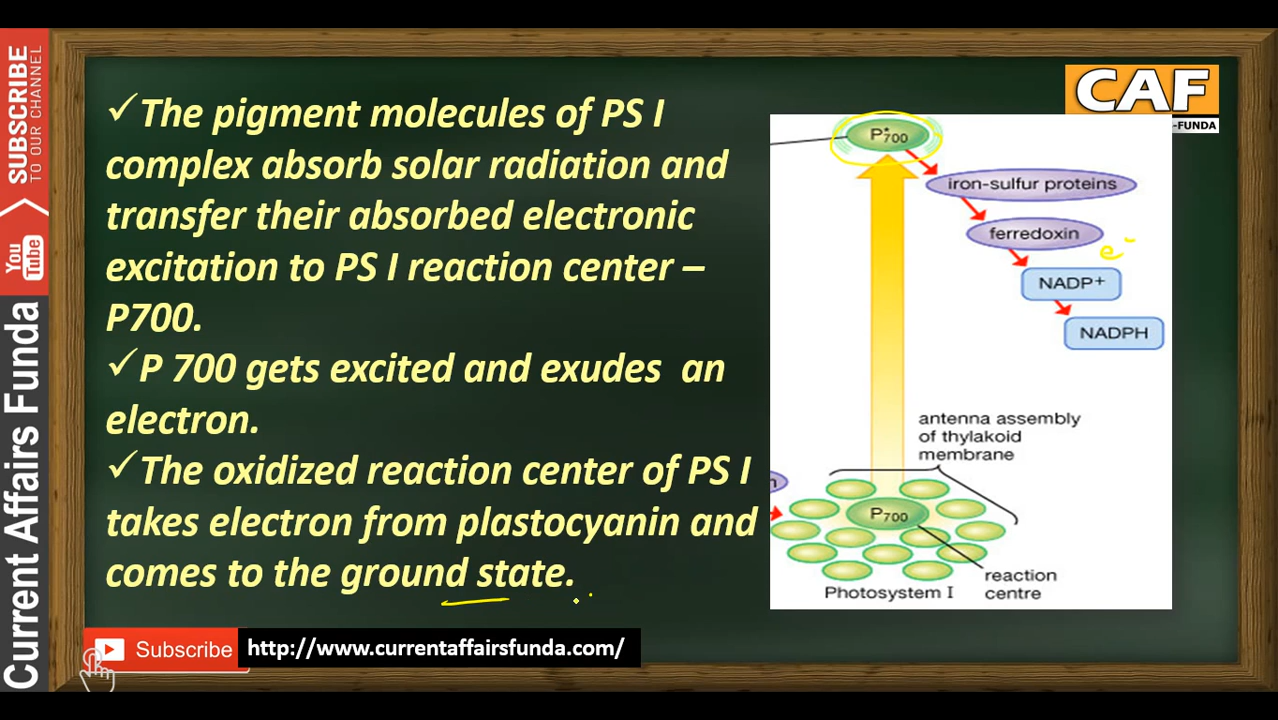 SUBSCRIBE
TO OUR CHANNEL
You
Tube
Current Affairs Funda
✓The pigment molecules of PS I
complex absorb solar radiation and
transfer their absorbed electronic
excitation to PS I reaction center –
P700.
✓P 700 gets excited and exudes an
electron.
✓The oxidized reaction center of PS I
takes electron from plastocyanin and
comes to the ground state.
CAF
-FUNDA
P*700
iron-sulfur proteins
ferredoxin
e-
NADP+
NADPH
antenna assembly
of thylakoid
membrane
n
P700
reaction
centre
Photosystem I
Subscribe
http://www.currentaffairsfunda.com/